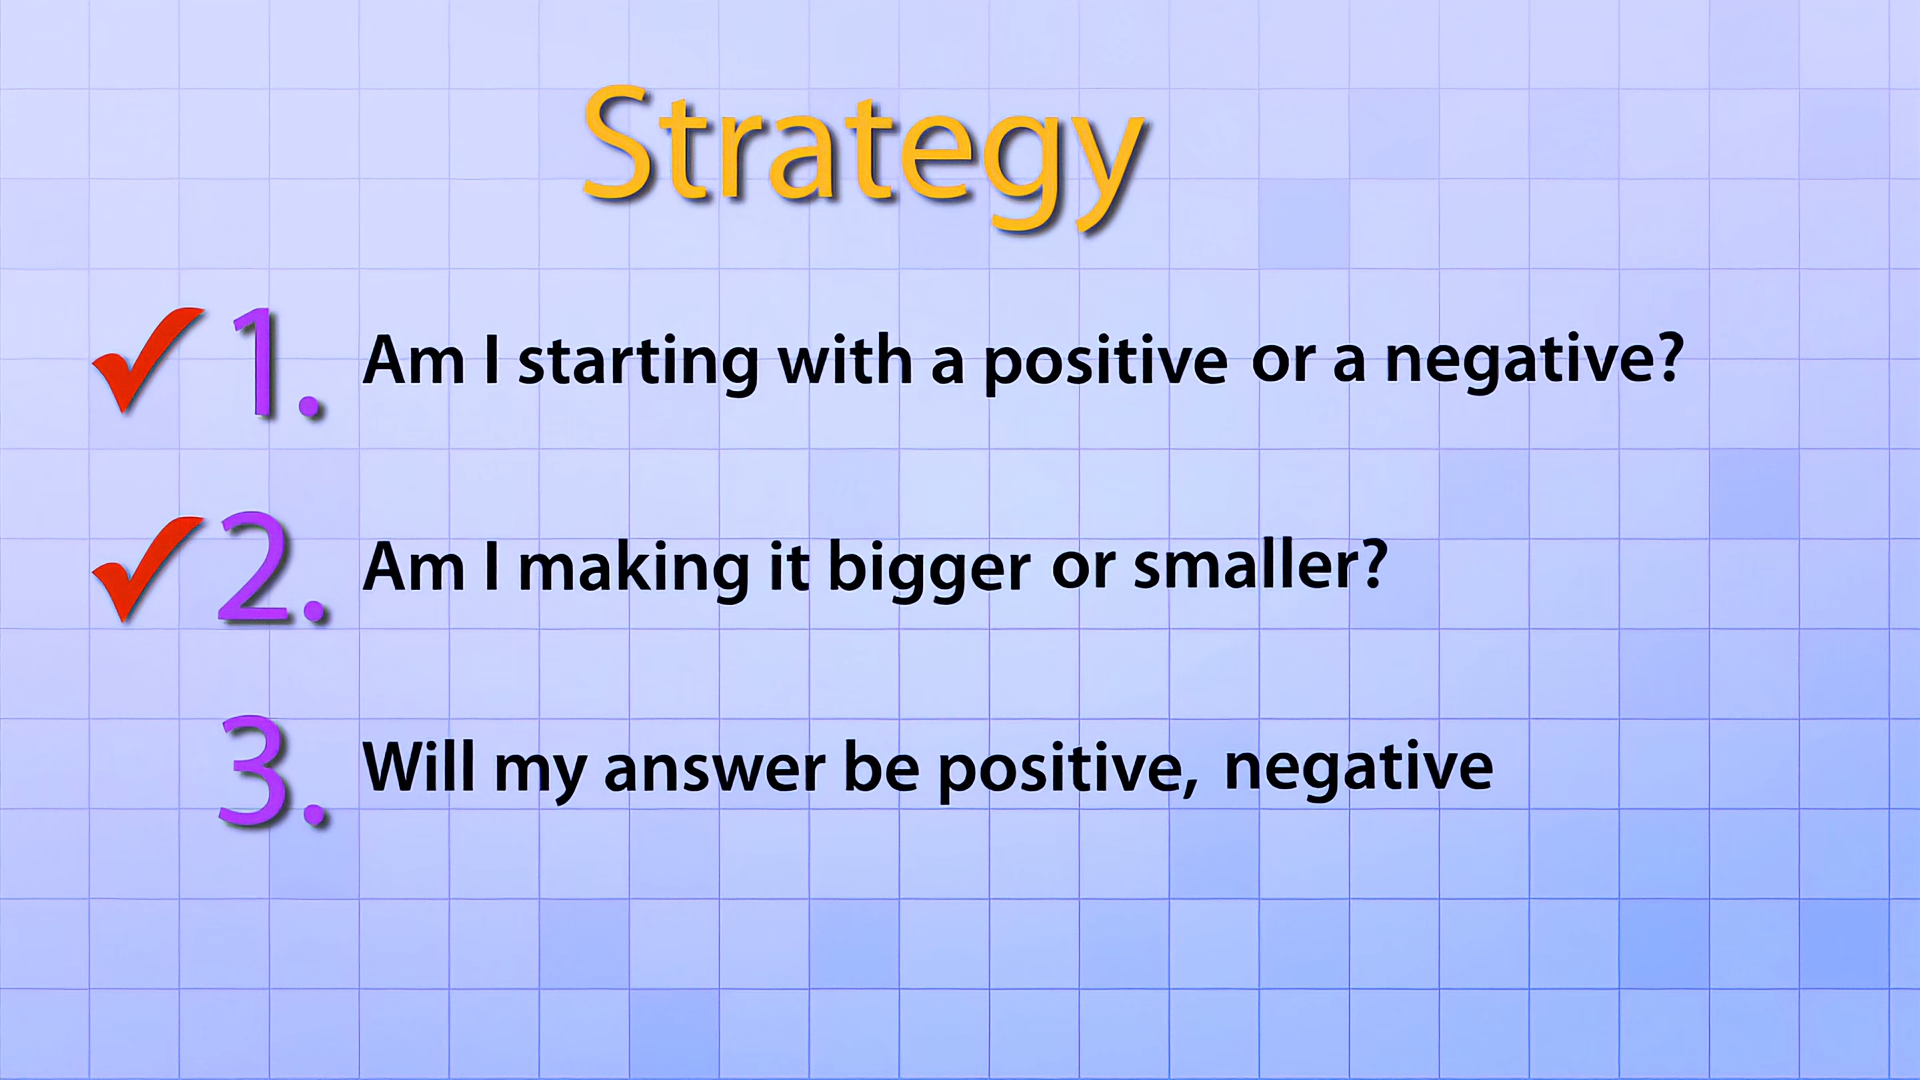 Strategy
1. Am I starting with a positive or a negative?
2. Am I making it bigger or smaller?
3. Will my answer be positive, negative